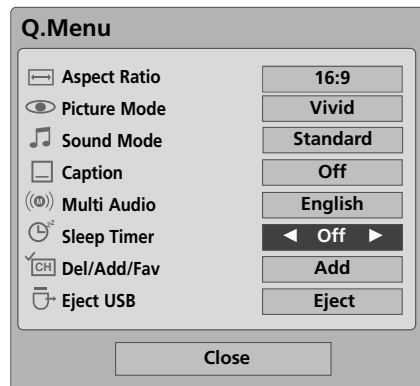 Q.Menu
Aspect Ratio 16:9
Picture Mode Vivid
Sound Mode Standard
Caption Off
Multi Audio English
Sleep Timer ◄ Off ►
Del/Add/Fav Add
Eject USB Eject
Close